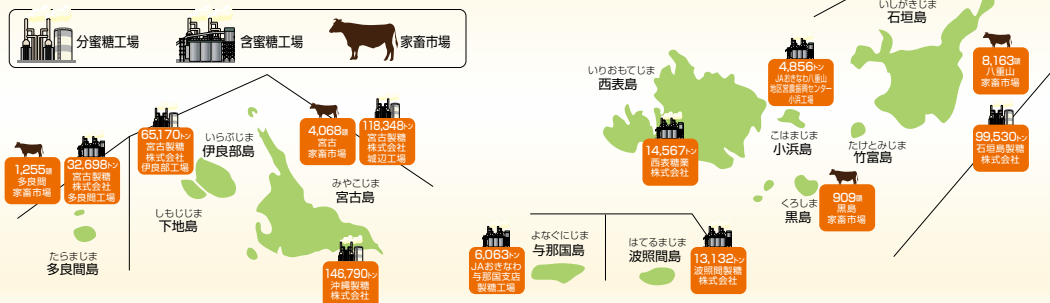 分蜜糖工場
含蜜糖工場
家畜市場
1,255頭
多良間
家畜市場
32,698トン
宮古製糖
株式会社
多良間工場
たらまじま
多良間島
65,170トン
宮古製糖
株式会社
伊良部工場
いらぶじま
伊良部島
しもじじま
下地島
4,068頭
宮古
家畜市場
118,348トン
宮古製糖
株式会社
城辺工場
みやこじま
宮古島
146,790トン
沖縄製糖
株式会社
いりおもてじま
西表島
14,567トン
西表糖業
株式会社
4,856トン
JAおきなわ八重山
地区営農振興センター
小浜工場
こはまじま
小浜島
いしがきじま
石垣島
8,163頭
八重山
家畜市場
99,530トン
石垣島製糖
株式会社
たけとみじま
竹富島
くろしま
黒島
909頭
黒島
家畜市場
6,063トン
JAおきなわ
与那国支店
製糖工場
よなぐにじま
与那国島
はてるまじま
波照間島
13,132トン
波照間製糖
株式会社